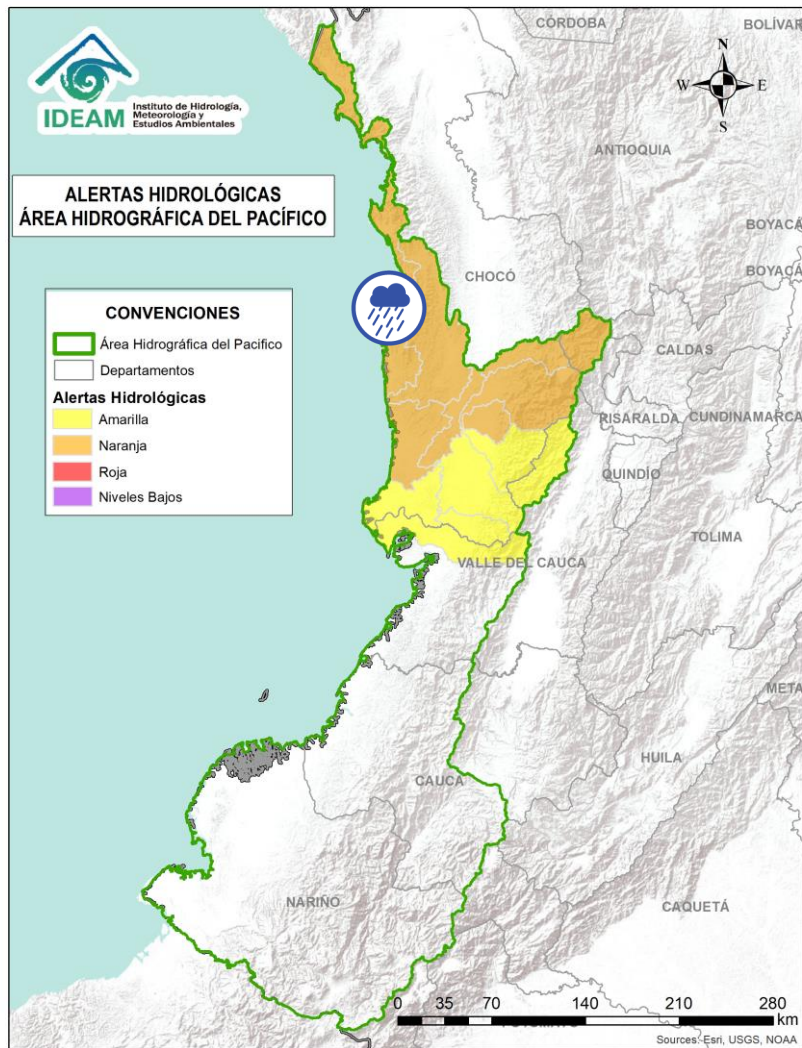 IDEAM
Instituto de Hidrología,
Meteorología y
Estudios Ambientales
ALERTAS HIDROLÓGICAS
ÁREA HIDROGRÁFICA DEL PACÍFICO
CONVENCIONES
Área Hidrográfica del Pacifico
Departamentos
Alertas Hidrológicas
Amarilla
Naranja
Roja
Niveles Bajos
N
W
E
S
CÓRDOBA
BOLÍVAR
ANTIOQUIA
BOYACÁ
CHOCÓ
BOYACÁ
CALDAS
RISARALDA
CUNDINAMARCA
QUINDÍO
TOLIMA
VALLE DEL CAUCA
META
HUILA
CAUCA
NARIÑO
CAQUETÁ
0 35 70 140 210 280
km
Sources: Esri, USGS, NOAA